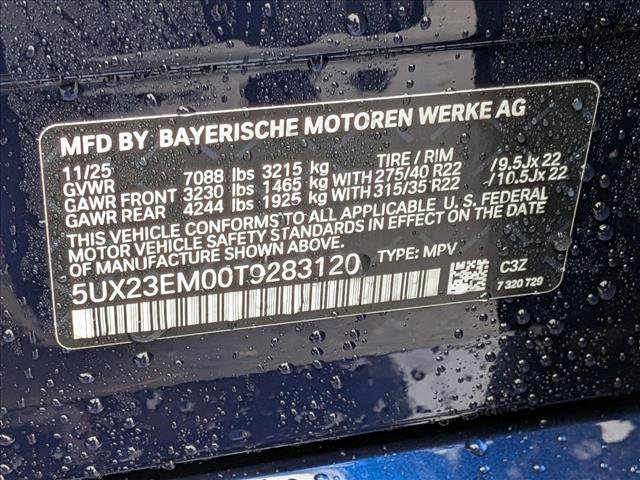 MFD BY BAYERISCHE MOTOREN WERKE AG
11/25 TIRE / RIM
GVWR 7088 lbs 3215 kg
GAWR FRONT 3230 lbs 1465 kg WITH 275/40 R22 /9.5Jx 22
GAWR REAR 4244 lbs 1925 kg WITH 315/35 R22 /10.5Jx 22
THIS VEHICLE CONFORMS TO ALL APPLICABLE U.S. FEDERAL
MOTOR VEHICLE SAFETY STANDARDS IN EFFECT ON THE DATE
OF MANUFACTURE SHOWN ABOVE.
5UX23EM00T9283120 TYPE: MPV C3Z
7 320 729